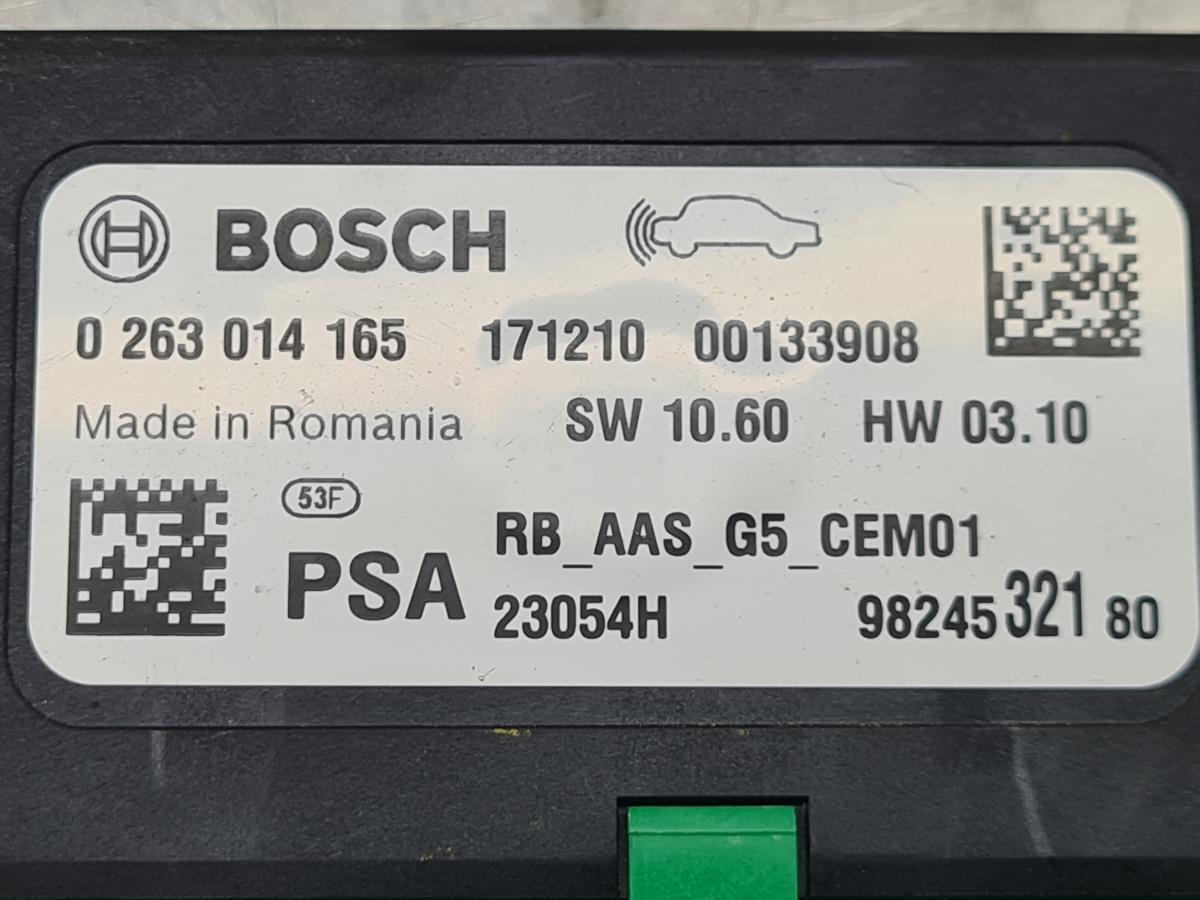 BOSCH
0 263 014 165 171210 00133908
Made in Romania SW 10.60 HW 03.10
53F
PSA RB_AAS_G5_CEM01
23054H 98245 321 80